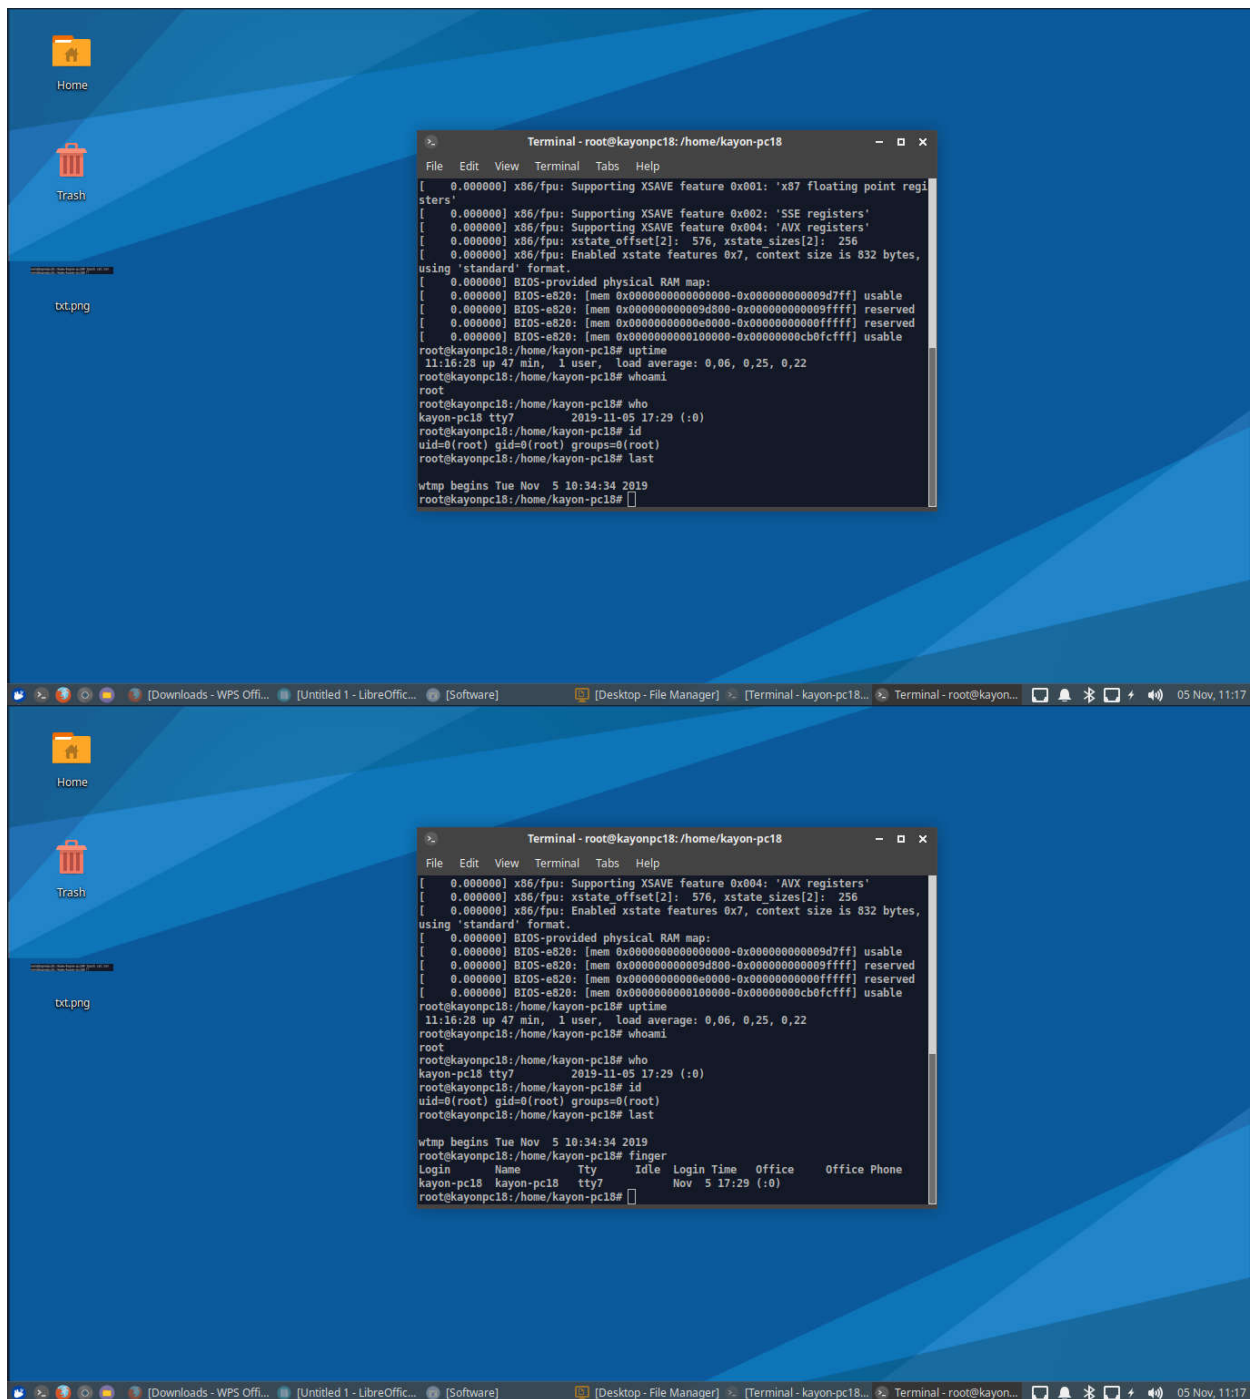 Home
Trash
txt.png
Terminal - root@kayonpc18: /home/kayon-pc18
File Edit View Terminal Tabs Help
[    0.000000] x86/fpu: Supporting XSAVE feature 0x001: 'x87 floating point regi
sters'
[    0.000000] x86/fpu: Supporting XSAVE feature 0x002: 'SSE registers'
[    0.000000] x86/fpu: Supporting XSAVE feature 0x004: 'AVX registers'
[    0.000000] x86/fpu: xstate_offset[2]:  576, xstate_sizes[2]:  256
[    0.000000] x86/fpu: Enabled xstate features 0x7, context size is 832 bytes,
using 'standard' format.
[    0.000000] BIOS-provided physical RAM map:
[    0.000000] BIOS-e820: [mem 0x0000000000000000-0x000000000009d7ff] usable
[    0.000000] BIOS-e820: [mem 0x000000000009d800-0x000000000009ffff] reserved
[    0.000000] BIOS-e820: [mem 0x00000000000e0000-0x00000000000fffff] reserved
[    0.000000] BIOS-e820: [mem 0x0000000000100000-0x00000000cb0fcfff] usable
root@kayonpc18:/home/kayon-pc18# uptime
 11:16:28 up 47 min,  1 user,  load average: 0,06, 0,25, 0,22
root@kayonpc18:/home/kayon-pc18# whoami
root
root@kayonpc18:/home/kayon-pc18# who
kayon-pc18 tty7         2019-11-05 17:29 (:0)
root@kayonpc18:/home/kayon-pc18# id
uid=0(root) gid=0(root) groups=0(root)
root@kayonpc18:/home/kayon-pc18# last
wtmp begins Tue Nov  5 10:34:34 2019
root@kayonpc18:/home/kayon-pc18#
[Downloads - WPS Offi... [Untitled 1 - LibreOffic... [Software] [Desktop - File Manager] [Terminal - kayon-pc18... Terminal - root@kayon... 05 Nov, 11:17
Home
Trash
txt.png
Terminal - root@kayonpc18: /home/kayon-pc18
File Edit View Terminal Tabs Help
[    0.000000] x86/fpu: Supporting XSAVE feature 0x004: 'AVX registers'
[    0.000000] x86/fpu: xstate_offset[2]:  576, xstate_sizes[2]:  256
[    0.000000] x86/fpu: Enabled xstate features 0x7, context size is 832 bytes,
using 'standard' format.
[    0.000000] BIOS-provided physical RAM map:
[    0.000000] BIOS-e820: [mem 0x0000000000000000-0x000000000009d7ff] usable
[    0.000000] BIOS-e820: [mem 0x000000000009d800-0x000000000009ffff] reserved
[    0.000000] BIOS-e820: [mem 0x00000000000e0000-0x00000000000fffff] reserved
[    0.000000] BIOS-e820: [mem 0x0000000000100000-0x00000000cb0fcfff] usable
root@kayonpc18:/home/kayon-pc18# uptime
 11:16:28 up 47 min,  1 user,  load average: 0,06, 0,25, 0,22
root@kayonpc18:/home/kayon-pc18# whoami
root
root@kayonpc18:/home/kayon-pc18# who
kayon-pc18 tty7         2019-11-05 17:29 (:0)
root@kayonpc18:/home/kayon-pc18# id
uid=0(root) gid=0(root) groups=0(root)
root@kayonpc18:/home/kayon-pc18# last
wtmp begins Tue Nov  5 10:34:34 2019
root@kayonpc18:/home/kayon-pc18# finger
Login       Name        Tty      Idle  Login Time   Office     Office Phone
kayon-pc18  kayon-pc18  tty7           Nov  5 17:29 (:0)
root@kayonpc18:/home/kayon-pc18#
[Downloads - WPS Offi... [Untitled 1 - LibreOffic... [Software] [Desktop - File Manager] [Terminal - kayon-pc18... Terminal - root@kayon... 05 Nov, 11:17